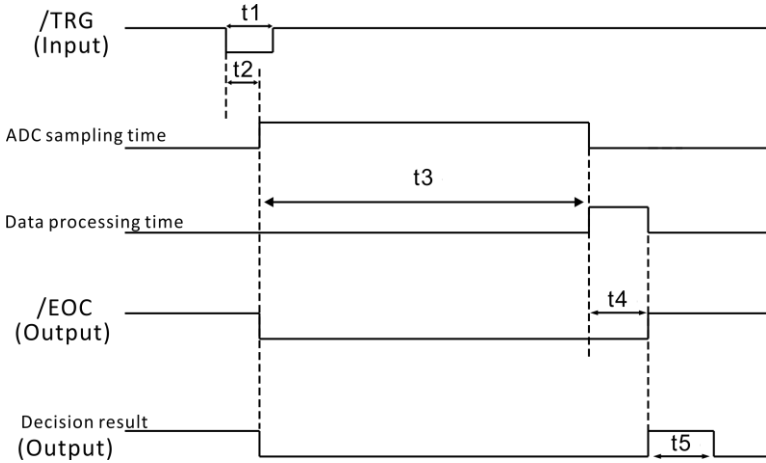 /TRG
(Input)
t1
t2
ADC sampling time
t3
Data processing time
/EOC
(Output)
t4
Decision result
(Output)
t5